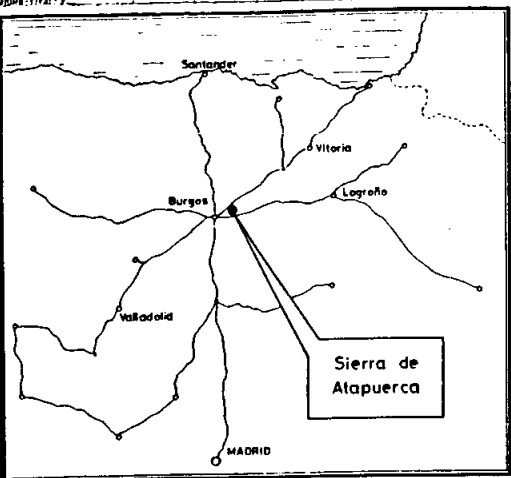 Santander
Vitoria
Burgos
Logroño
Valladolid
Sierra de
Atapuerca
MADRID